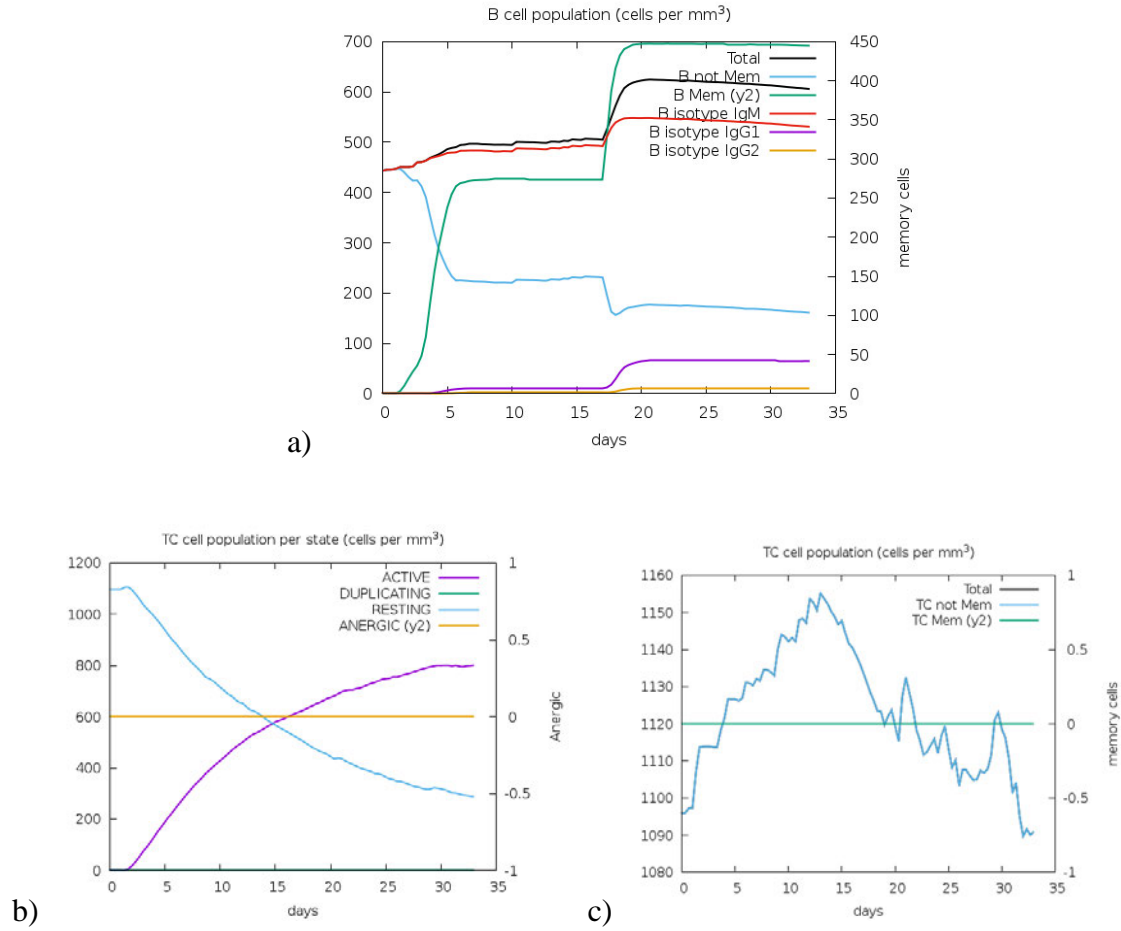 B cell population (cells per mm³)
700
600
500
400
300
200
100
0
450
400
350
300
250
200
150
100
50
0
Total
B not Mem
B Mem (y2)
B isotype IgM
B isotype IgG1
B isotype IgG2
memory cells
0 5 10 15 20 25 30 35
days
a)
TC cell population per state (cells per mm³)
1200
1000
800
600
400
200
0
1
0.5
0
-0.5
-1
ACTIVE
DUPLICATING
RESTING
ANERGIC (y2)
Anergic
0 5 10 15 20 25 30 35
days
b)
TC cell population (cells per mm³)
1160
1150
1140
1130
1120
1110
1100
1090
1080
1
0.5
0
-0.5
-1
Total
TC not Mem
TC Mem (y2)
memory cells
0 5 10 15 20 25 30 35
days
c)